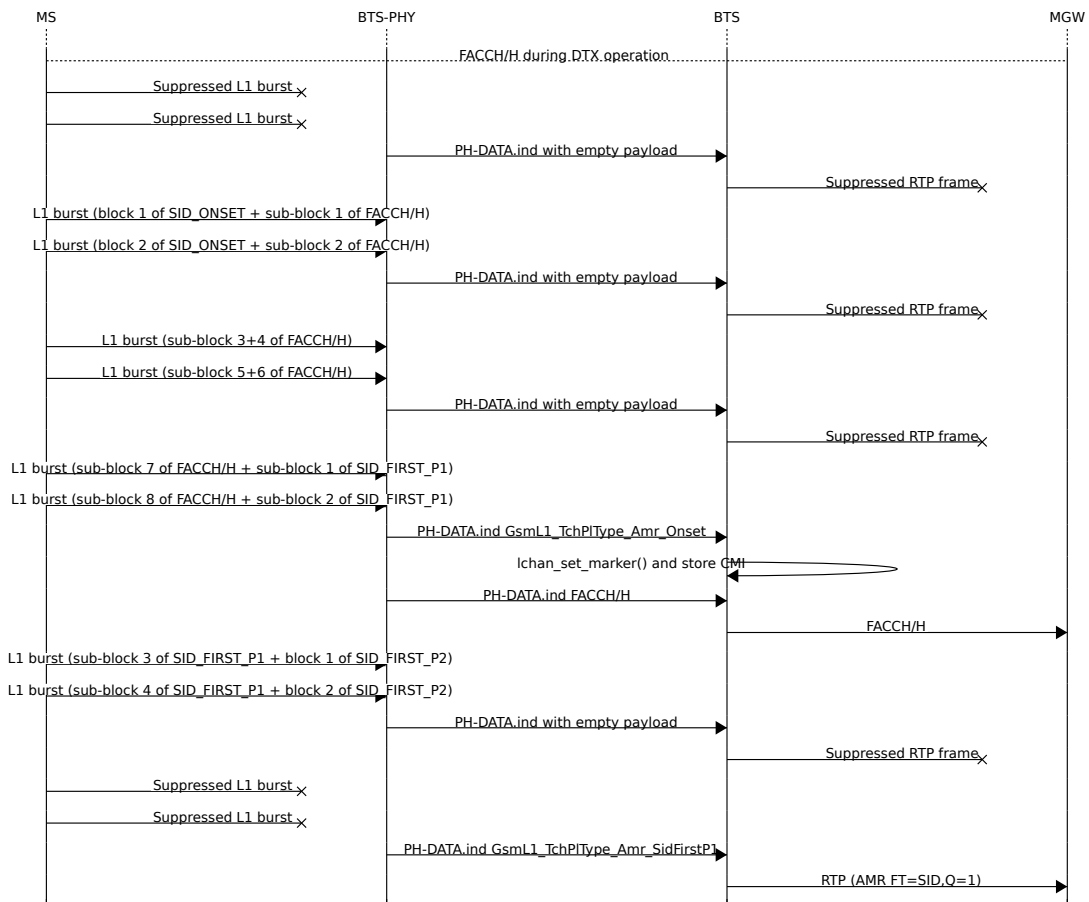 MS BTS-PHY BTS MGW
FACCH/H during DTX operation
Suppressed L1 burst
Suppressed L1 burst
PH-DATA.ind with empty payload
Suppressed RTP frame
L1 burst (block 1 of SID_ONSET + sub-block 1 of FACCH/H)
L1 burst (block 2 of SID_ONSET + sub-block 2 of FACCH/H)
PH-DATA.ind with empty payload
Suppressed RTP frame
L1 burst (sub-block 3+4 of FACCH/H)
L1 burst (sub-block 5+6 of FACCH/H)
PH-DATA.ind with empty payload
Suppressed RTP frame
L1 burst (sub-block 7 of FACCH/H + sub-block 1 of SID_FIRST_P1)
L1 burst (sub-block 8 of FACCH/H + sub-block 2 of SID_FIRST_P1)
PH-DATA.ind GsmL1_TchPlType_Amr_Onset
lchan_set_marker() and store CMI
PH-DATA.ind FACCH/H
FACCH/H
L1 burst (sub-block 3 of SID_FIRST_P1 + block 1 of SID_FIRST_P2)
L1 burst (sub-block 4 of SID_FIRST_P1 + block 2 of SID_FIRST_P2)
PH-DATA.ind with empty payload
Suppressed RTP frame
Suppressed L1 burst
Suppressed L1 burst
PH-DATA.ind GsmL1_TchPlType_Amr_SidFirstP1
RTP (AMR FT=SID,Q=1)